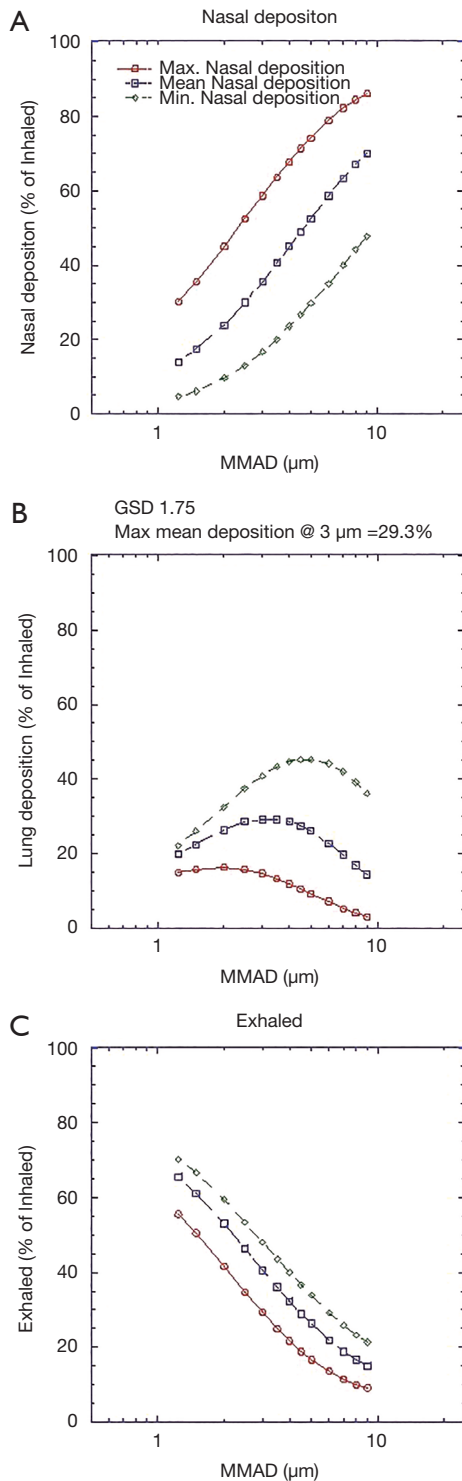 A
Nasal depositon
100
80
60
40
20
0
Max. Nasal deposition
Mean Nasal deposition
Min. Nasal deposition
Nasal depositon (% of Inhaled)
1
10
MMAD (µm)
B
GSD 1.75
Max mean deposition @ 3 µm =29.3%
100
80
60
40
20
0
Lung deposition (% of Inhaled)
1
10
MMAD (µm)
C
Exhaled
100
80
60
40
20
0
Exhaled (% of Inhaled)
1
10
MMAD (µm)